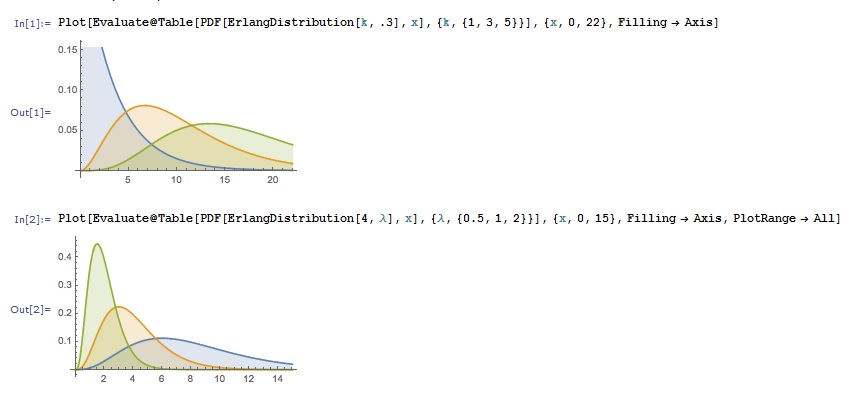 In[1]:= Plot[Evaluate@Table[PDF[ErlangDistribution[k, .3], x], {k, {1, 3, 5}}], {x, 0, 22}, Filling → Axis]
0.15
0.10
Out[1]=
0.05
5 10 15 20
In[2]:= Plot[Evaluate@Table[PDF[ErlangDistribution[4, λ], x], {λ, {0.5, 1, 2}}], {x, 0, 15}, Filling → Axis, PlotRange → All]
0.4
0.3
Out[2]= 0.2
0.1
2 4 6 8 10 12 14